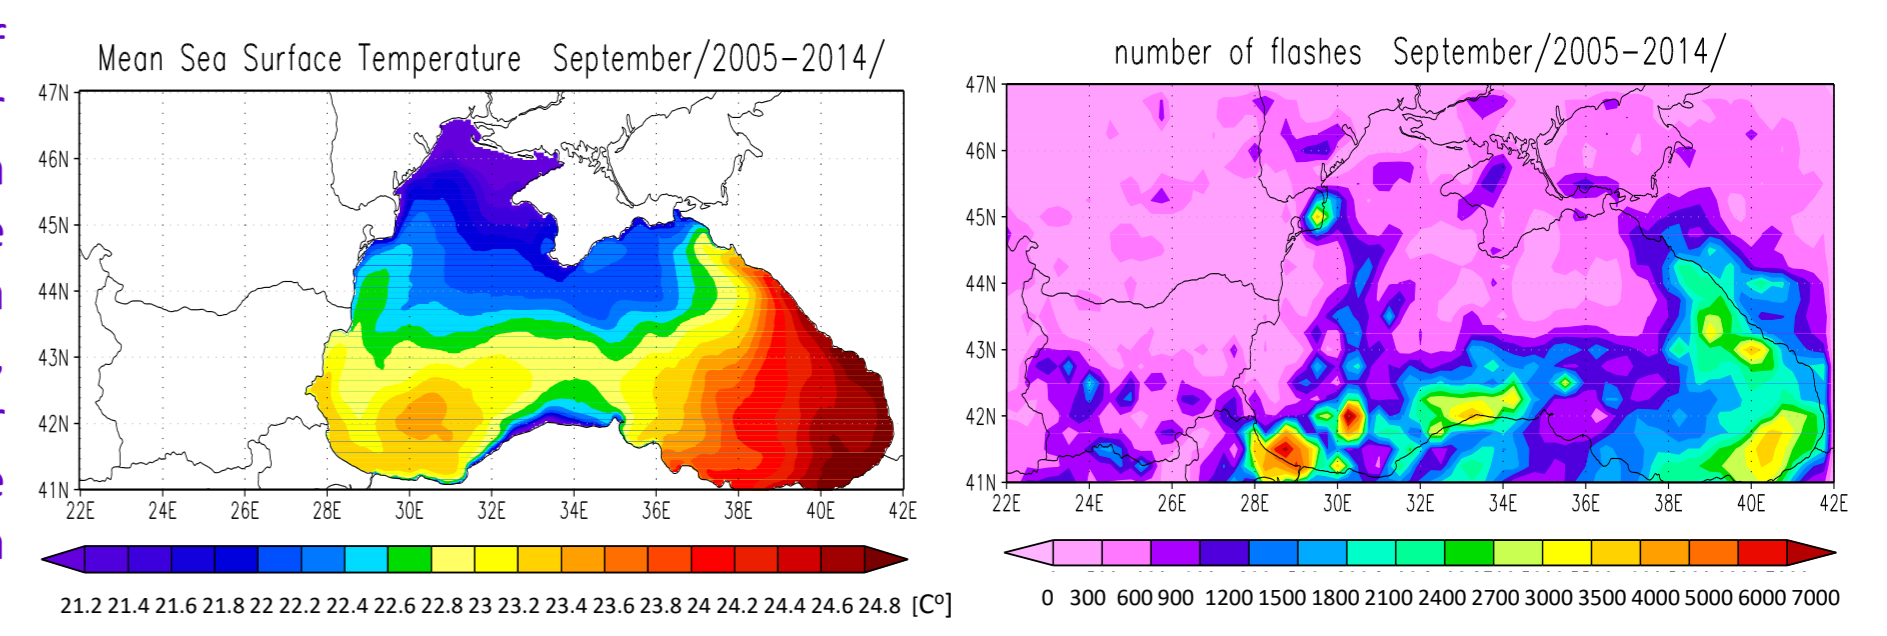 Mean Sea Surface Temperature September/2005-2014/
47N
46N
45N
44N
43N
42N
41N
22E 24E 26E 28E 30E 32E 34E 36E 38E 40E 42E
21.2 21.4 21.6 21.8 22 22.2 22.4 22.6 22.8 23 23.2 23.4 23.6 23.8 24 24.2 24.4 24.6 24.8 [Cº]
number of flashes September/2005-2014/
47N
46N
45N
44N
43N
42N
41N
22E 24E 26E 28E 30E 32E 34E 36E 38E 40E 42E
0 300 600 900 1200 1500 1800 2100 2400 2700 3000 3500 4000 5000 6000 7000